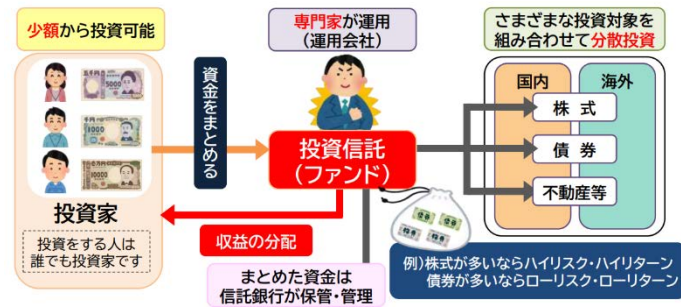 少額から投資可能
専門家が運用
(運用会社)
さまざまな投資対象を
組み合わせて分散投資
5000
1000
10000
資金をまとめる
国内
海外
株 式
債 券
不動産等
投資信託
(ファンド)
投資家
投資をする人は
誰でも投資家です
収益の分配
まとめた資金は
信託銀行が保管・管理
例)株式が多いならハイリスク・ハイリターン
債券が多いならローリスク・ローリターン